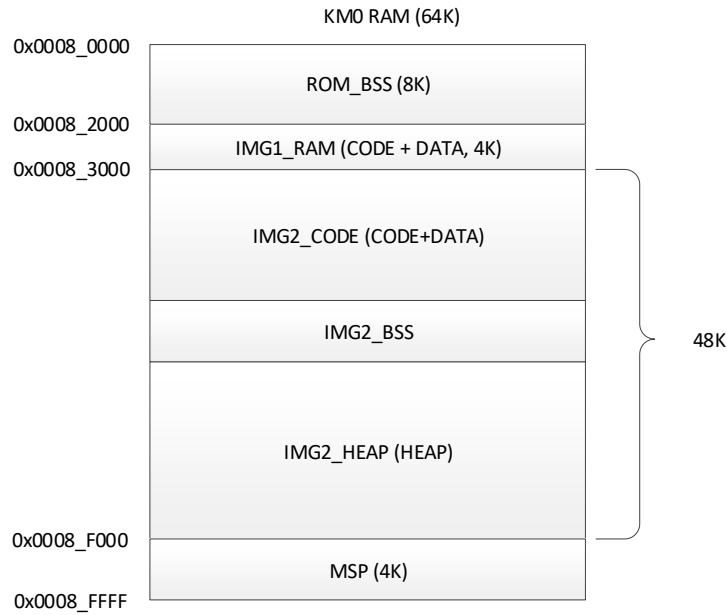 KM0 RAM (64K)
0x0008_0000
ROM_BSS (8K)
0x0008_2000
IMG1_RAM (CODE + DATA, 4K)
0x0008_3000
IMG2_CODE (CODE+DATA)
IMG2_BSS
48K
IMG2_HEAP (HEAP)
0x0008_F000
MSP (4K)
0x0008_FFFF